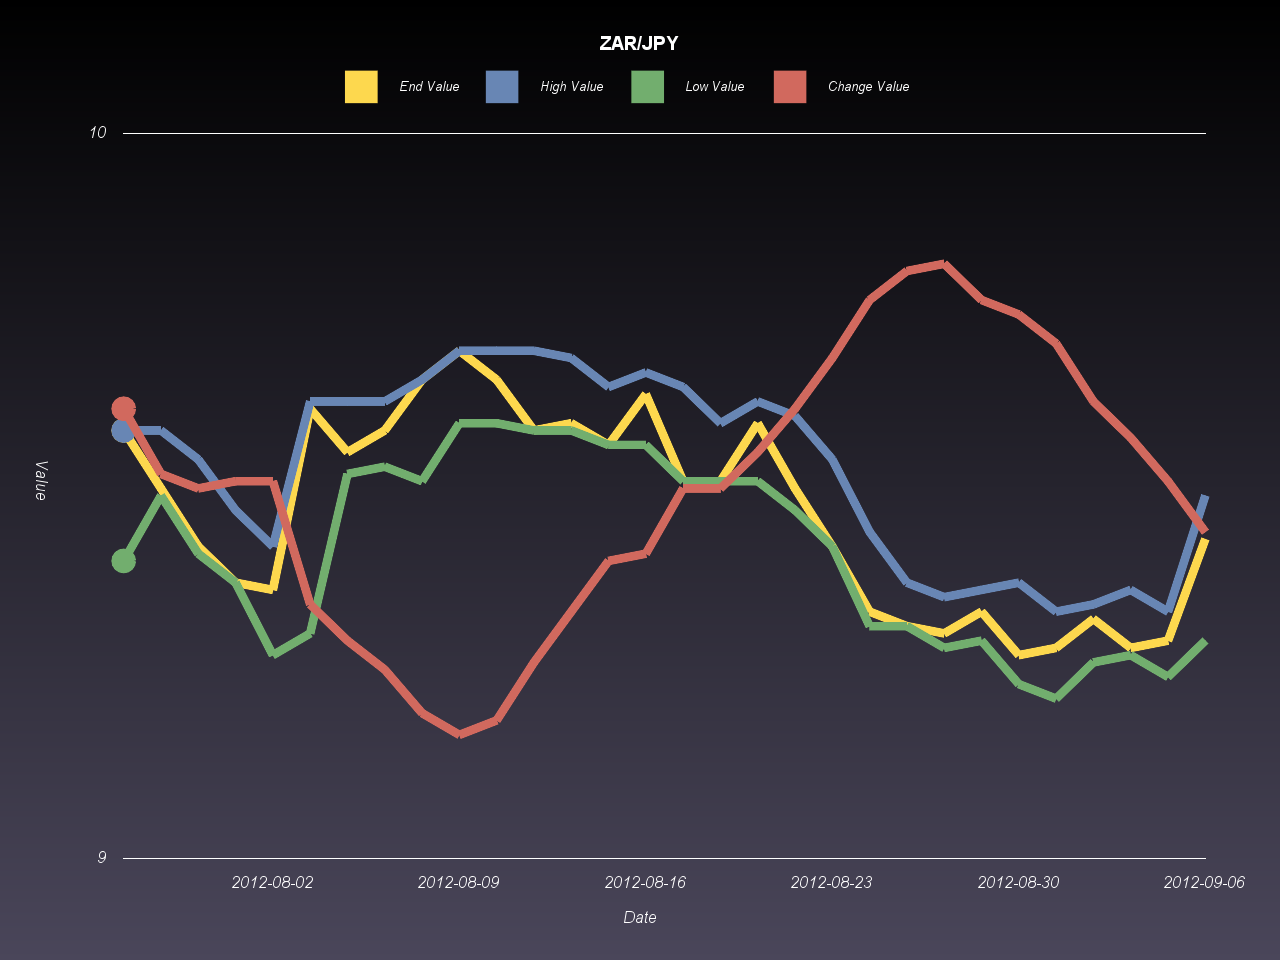 ZAR/JPY
End Value
High Value
Low Value
Change Value
10
Value
9
2012-08-02
2012-08-09
2012-08-16
2012-08-23
2012-08-30
2012-09-06
Date